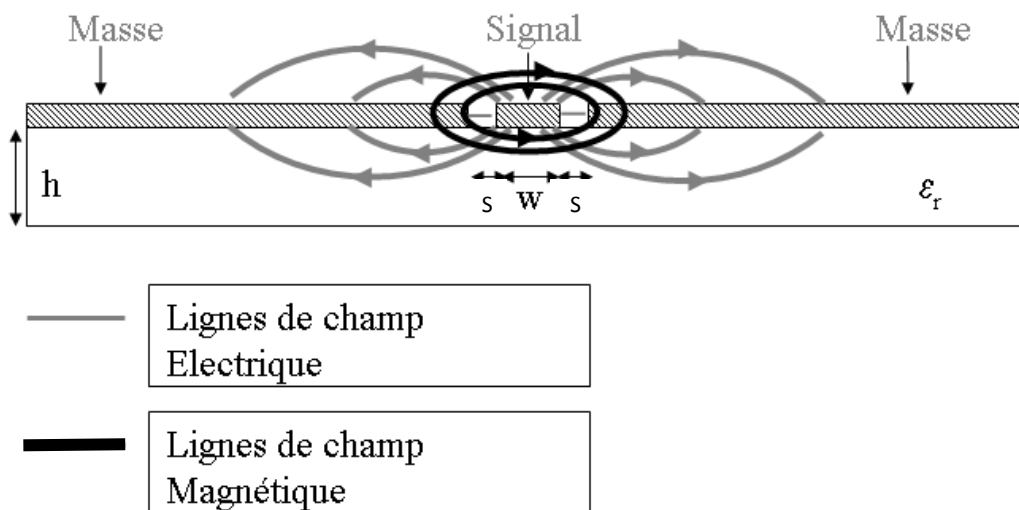 Masse Signal Masse
h s w s εr
Lignes de champ
Electrique
Lignes de champ
Magnétique